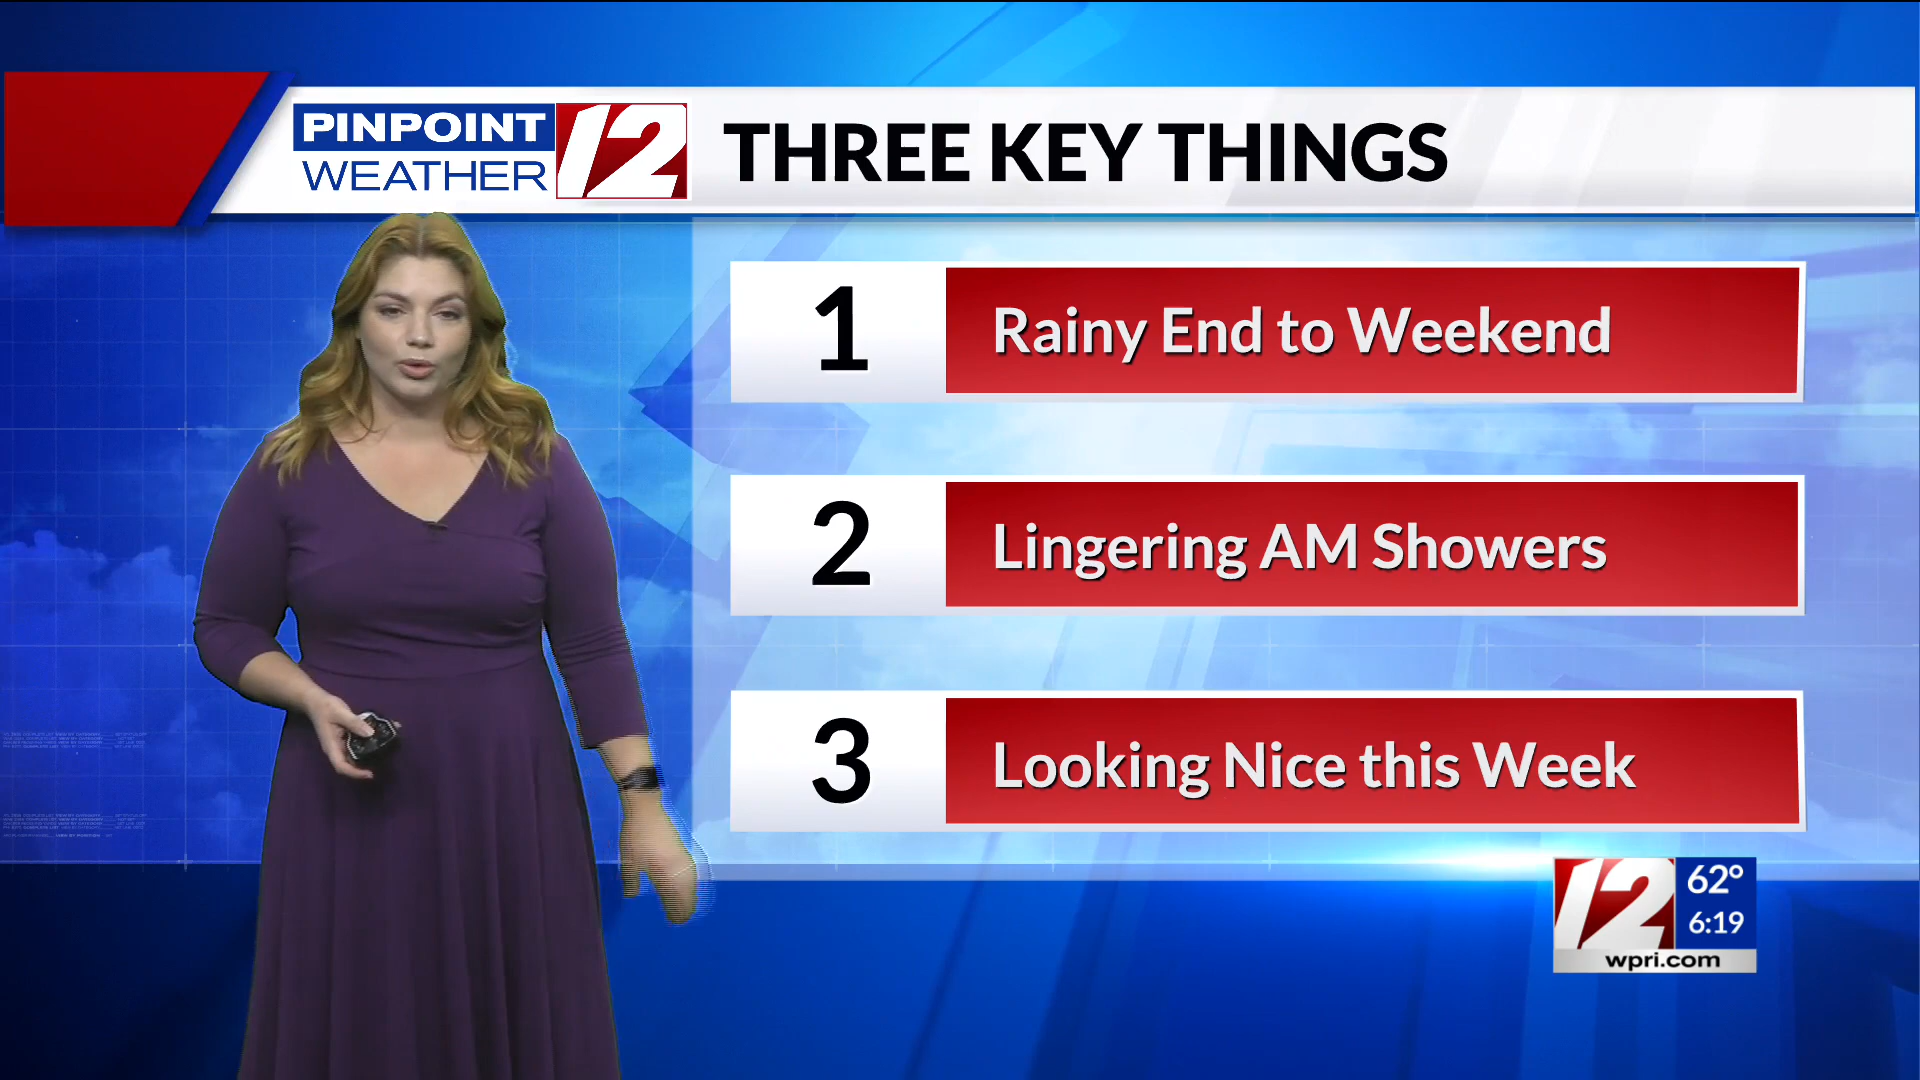 PINPOINT
WEATHER
12
THREE KEY THINGS
1
Rainy End to Weekend
2
Lingering AM Showers
3
Looking Nice this Week
12
62°
6:19
wpri.com